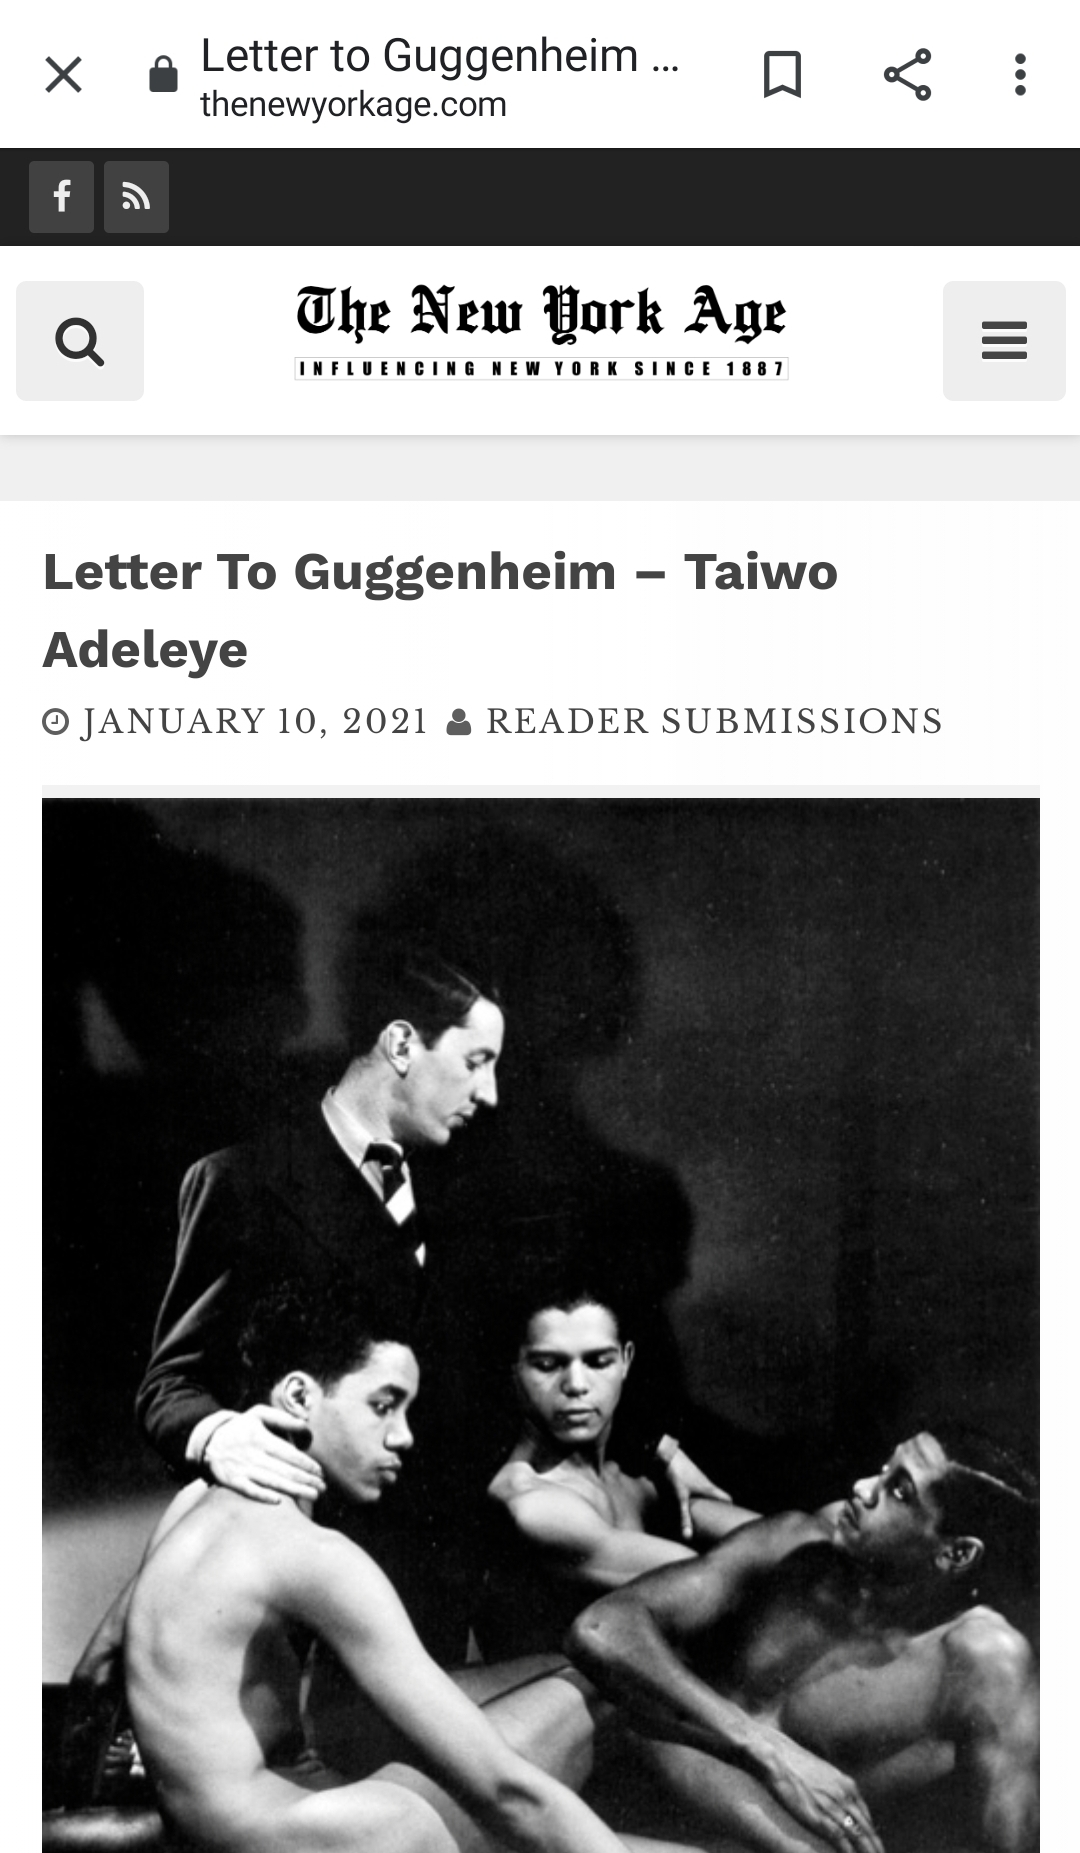 Letter to Guggenheim ...
thenewyorkage.com
The New York Age
INFLUENCING NEW YORK SINCE 1887
Letter To Guggenheim – Taiwo
Adeleye
JANUARY 10, 2021 READER SUBMISSIONS